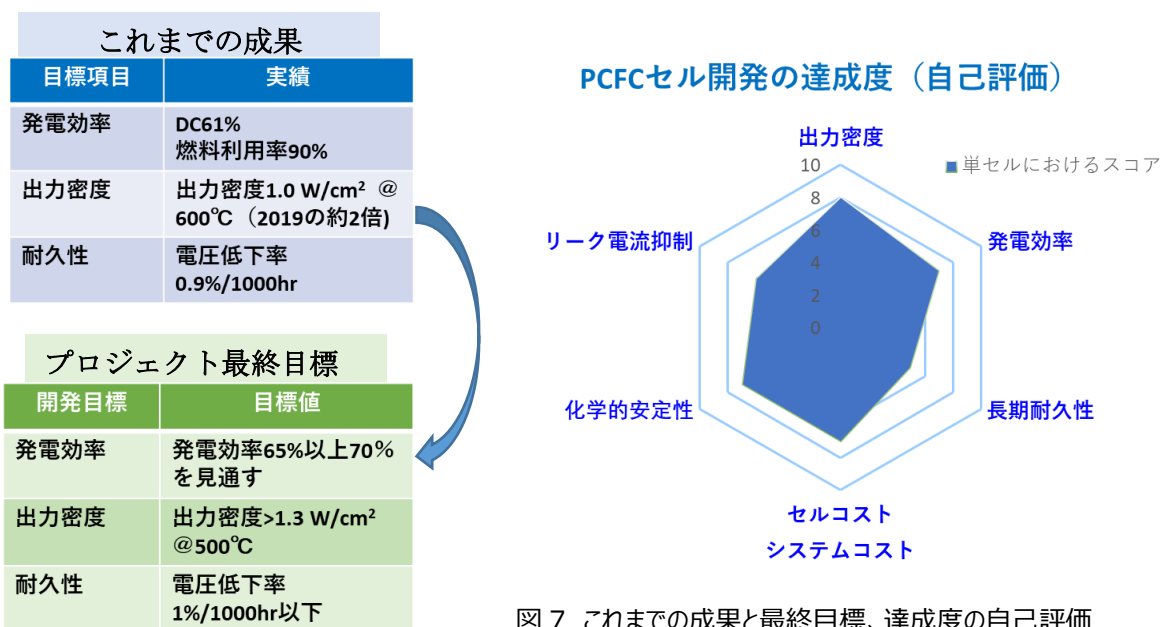 これまでの成果
目標項目 実績
発電効率 DC61%
燃料利用率90%
出力密度 出力密度1.0 W/cm² @
600℃（2019の約2倍)
耐久性 電圧低下率
0.9%/1000hr
プロジェクト最終目標
開発目標 目標値
発電効率 発電効率65%以上70%
を見通す
出力密度 出力密度>1.3 W/cm²
@500℃
耐久性 電圧低下率
1%/1000hr以下
PCFCセル開発の達成度（自己評価）
出力密度
単セルにおけるスコア
10
8
6
4
2
0
リーク電流抑制
発電効率
化学的安定性
長期耐久性
セルコスト
システムコスト
図 7 これまでの成果と最終目標、達成度の自己評価